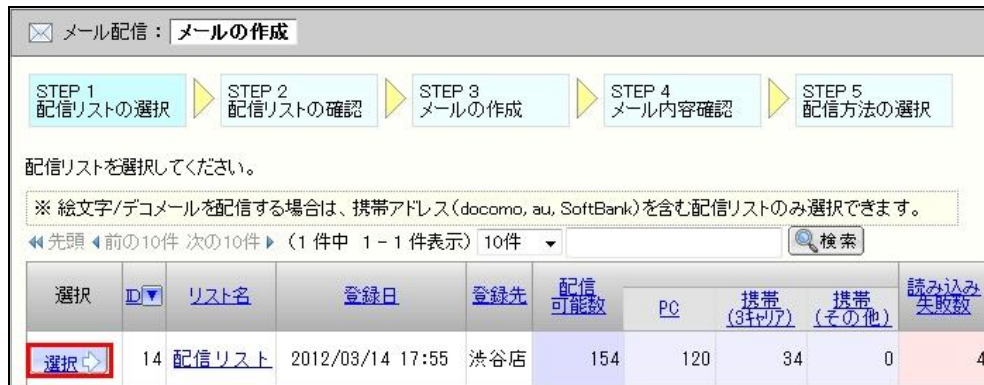 メール配信： メールの作成
STEP 1 STEP 2 STEP 3 STEP 4 STEP 5
配信リストの選択 配信リストの確認 メールの作成 メール内容確認 配信方法の選択
配信リストを選択してください。
※ 絵文字/デコメールを配信する場合は、携帯アドレス(docomo, au, SoftBank)を含む配信リストのみ選択できます。
先頭 前の10件 次の10件 (1 件中 1 - 1 件表示) 10件 検索
選択 ID リスト名 登録日 登録先 配信可能数 PC 携帯(3キャリア) 携帯(その他) 読み込み失敗数
選択 14 配信リスト 2012/03/14 17:55 渋谷店 154 120 34 0 4